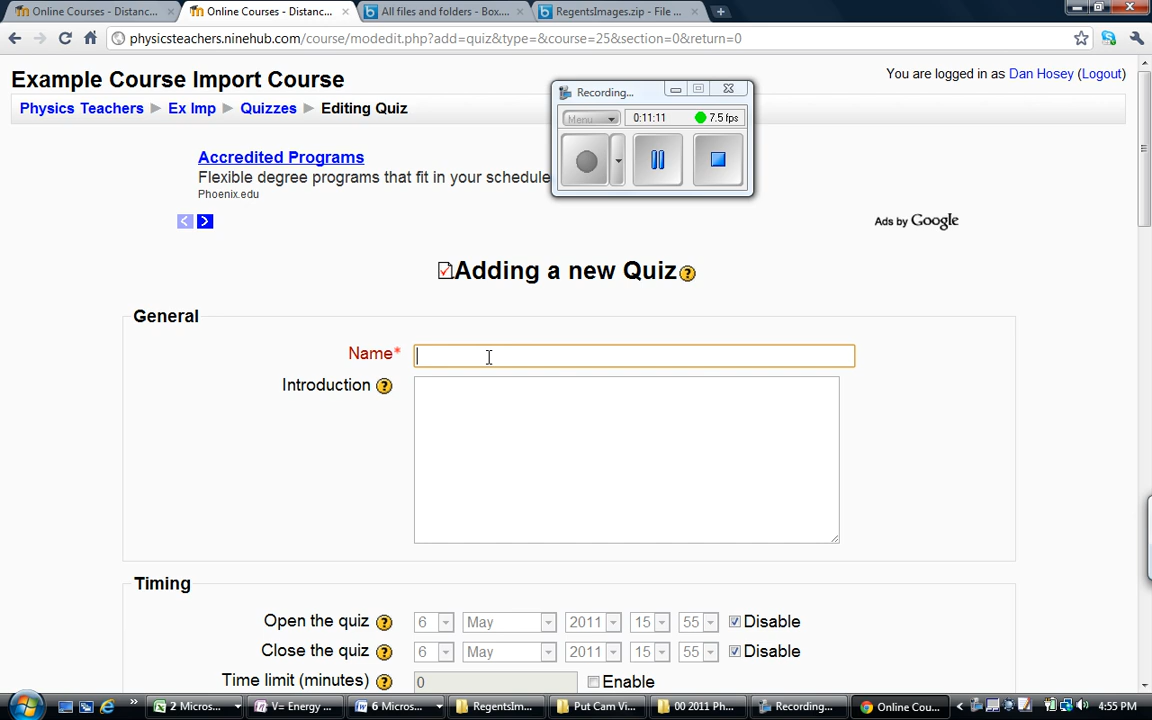 Online Courses - Distanc...
Online Courses - Distanc...
All files and folders - Box....
RegentsImages.zip - File ...
physicsteachers.ninehub.com/course/modedit.php?add=quiz&type=&course=25&section=0&return=0
Example Course Import Course
You are logged in as Dan Hosey (Logout)
Physics Teachers ► Ex Imp ► Quizzes ► Editing Quiz
Recording...
Menu
0:11:11
7.5 fps
Accredited Programs
Flexible degree programs that fit in your schedule
Phoenix.edu
Ads by Google
Adding a new Quiz
General
Name*
Introduction
Timing
Open the quiz 6 May 2011 15 55 Disable
Close the quiz 6 May 2011 15 55 Disable
Time limit (minutes) 0 Enable
2 Micros...
V= Energy ...
6 Micros...
RegentsIm...
Put Cam Vi...
00 2011 Ph...
Recording...
Online Cou...
4:55 PM